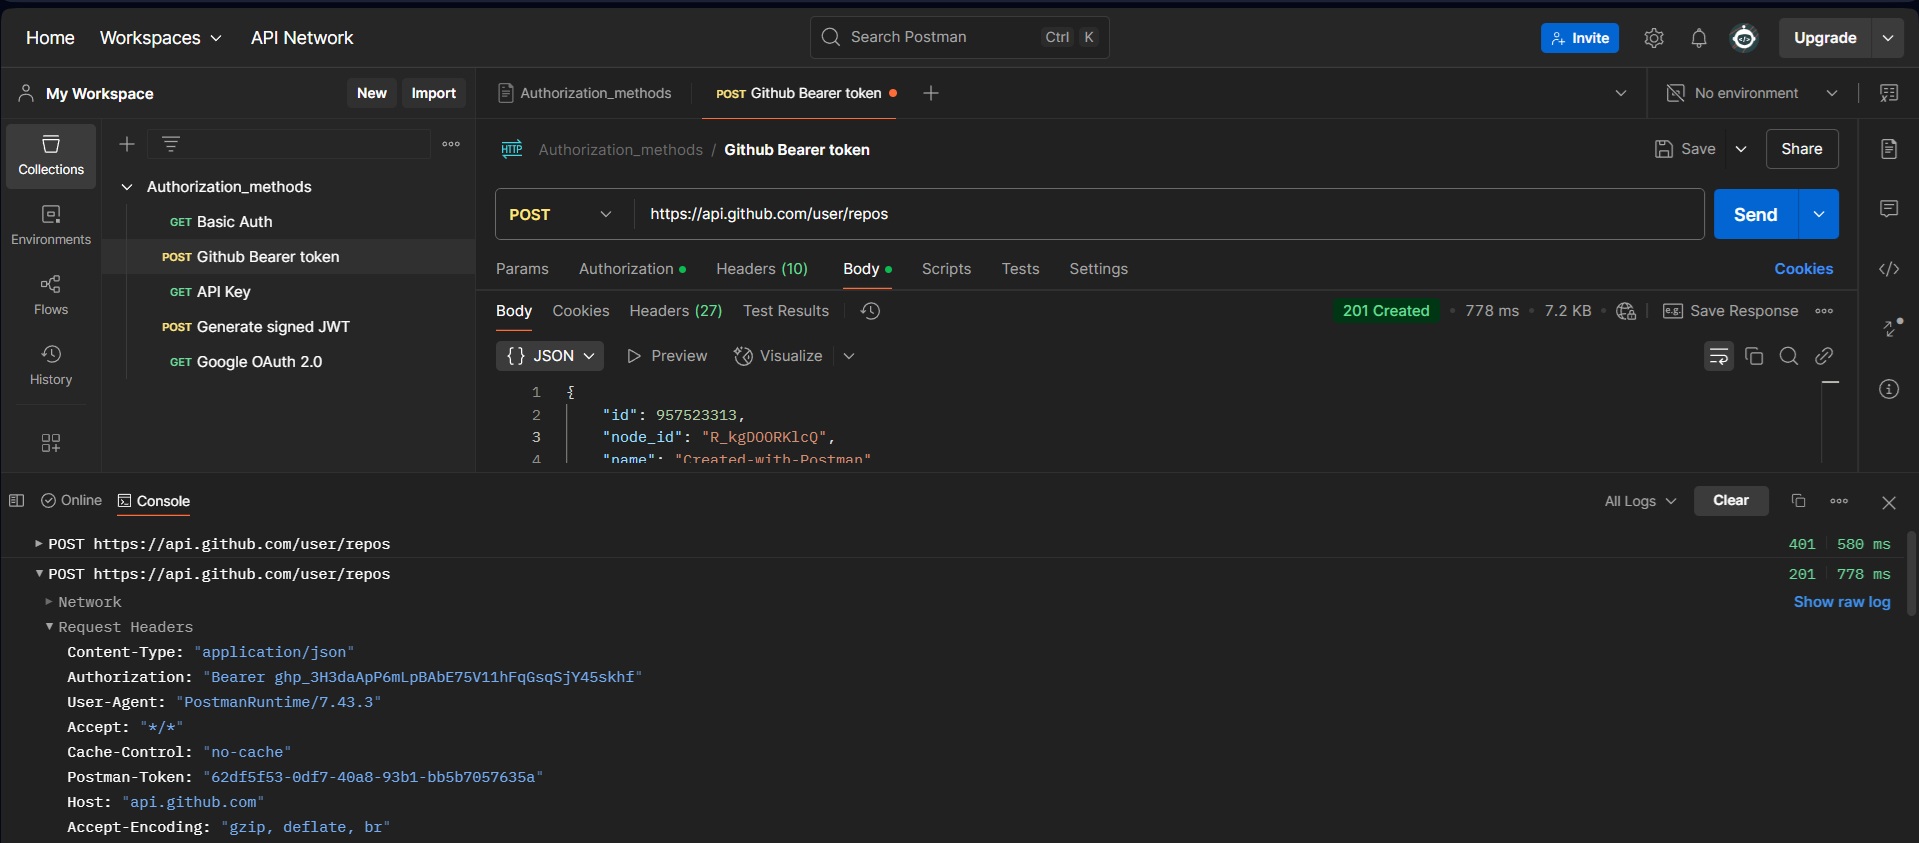 Home Workspaces API Network Search Postman Ctrl K Invite Upgrade
My Workspace New Import Authorization_methods POST Github Bearer token No environment
Collections
Environments
Flows
History
Authorization_methods
GET Basic Auth
POST Github Bearer token
GET API Key
POST Generate signed JWT
GET Google OAuth 2.0
HTTP Authorization_methods / Github Bearer token Save Share
POST https://api.github.com/user/repos Send
Params Authorization Headers (10) Body Scripts Tests Settings Cookies
Body Cookies Headers (27) Test Results 201 Created • 778 ms • 7.2 KB • e.g. Save Response
{} JSON Preview Visualize
1 {
2 "id": 957523313,
3 "node_id": "R_kgDOORKlcQ",
4 "name": "Created-with-Postman"
Online Console All Logs Clear
POST https://api.github.com/user/repos 401 580 ms
POST https://api.github.com/user/repos 201 778 ms
Network Show raw log
Request Headers
Content-Type: "application/json"
Authorization: "Bearer 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"
User-Agent: "PostmanRuntime/7.43.3"
Accept: "*/*"
Cache-Control: "no-cache"
Postman-Token: "62df5f53-0df7-40a8-93b1-bb5b7057635a"
Host: "api.github.com"
Accept-Encoding: "gzip, deflate, br"